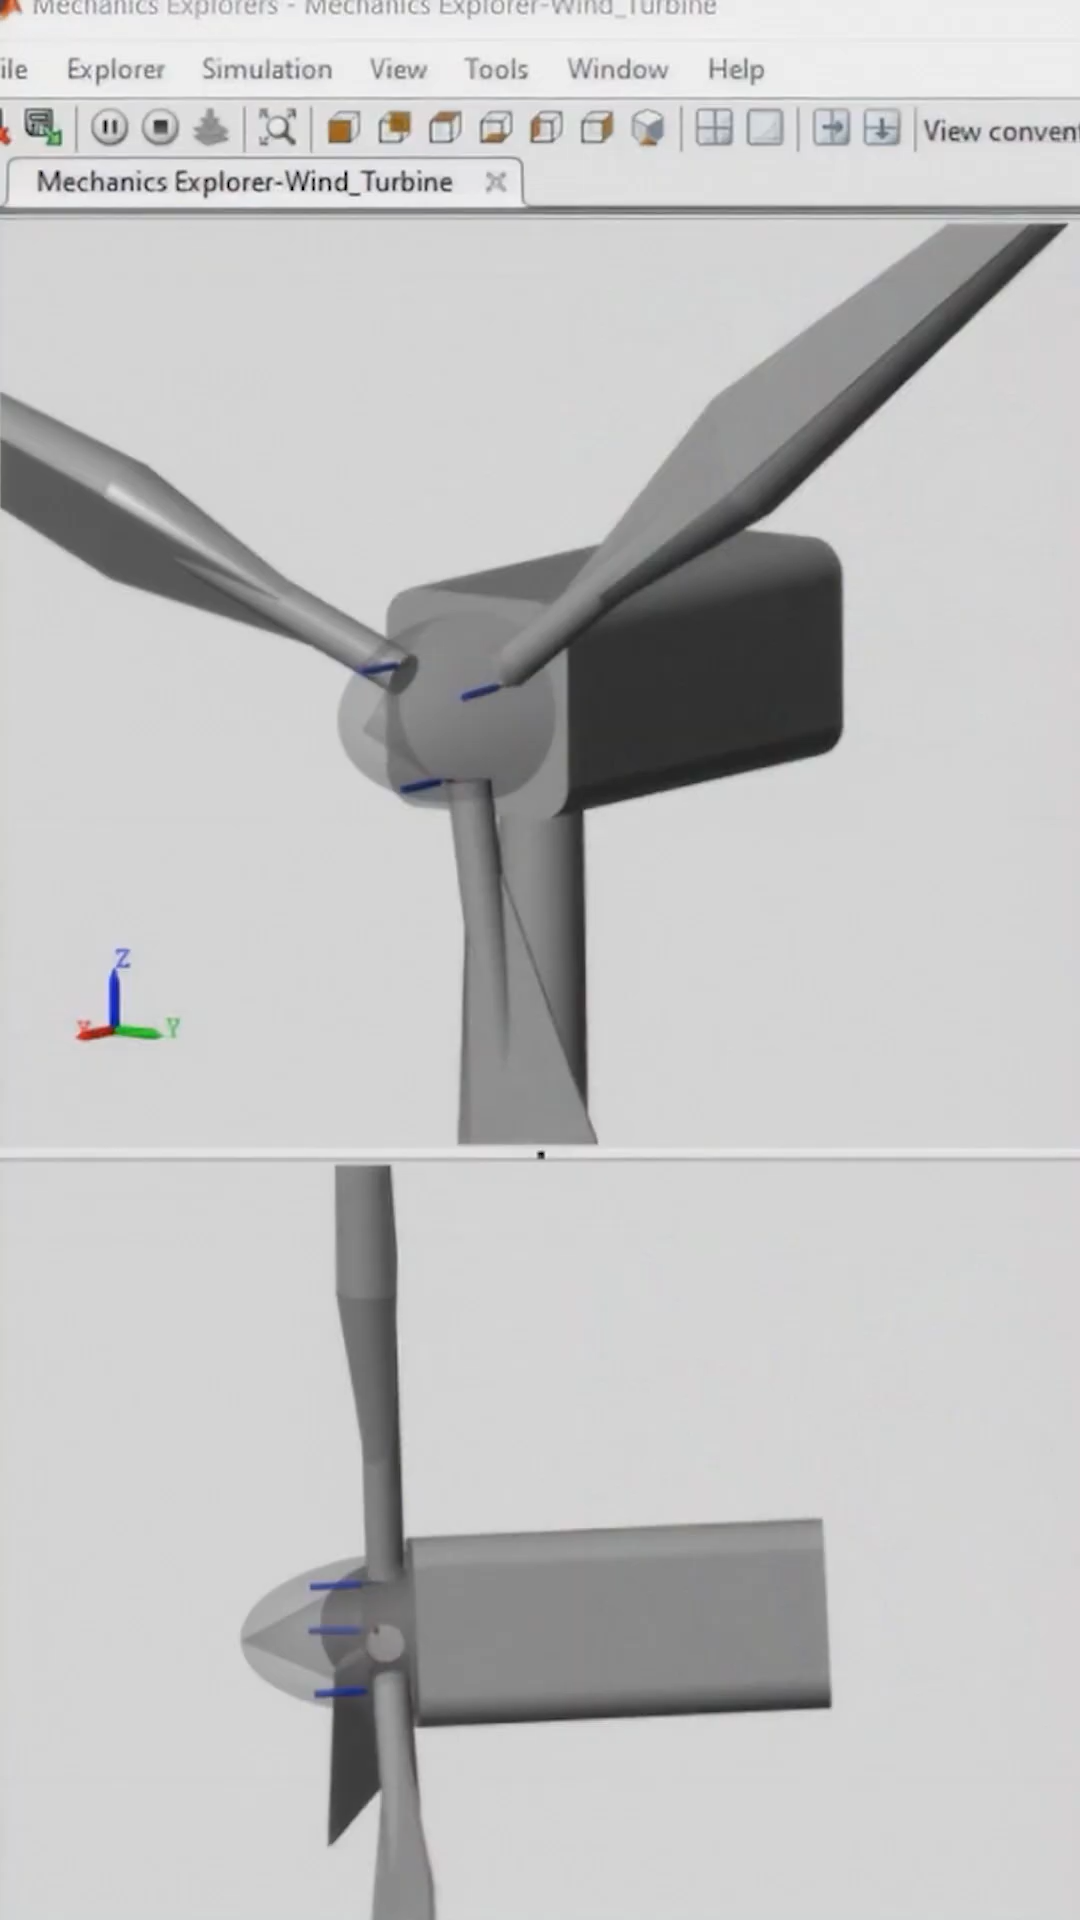 Mechanics Explorers - Mechanics Explorer-Wind_Turbine
ile Explorer Simulation View Tools Window Help
View conven
Mechanics Explorer-Wind_Turbine
Z
X Y